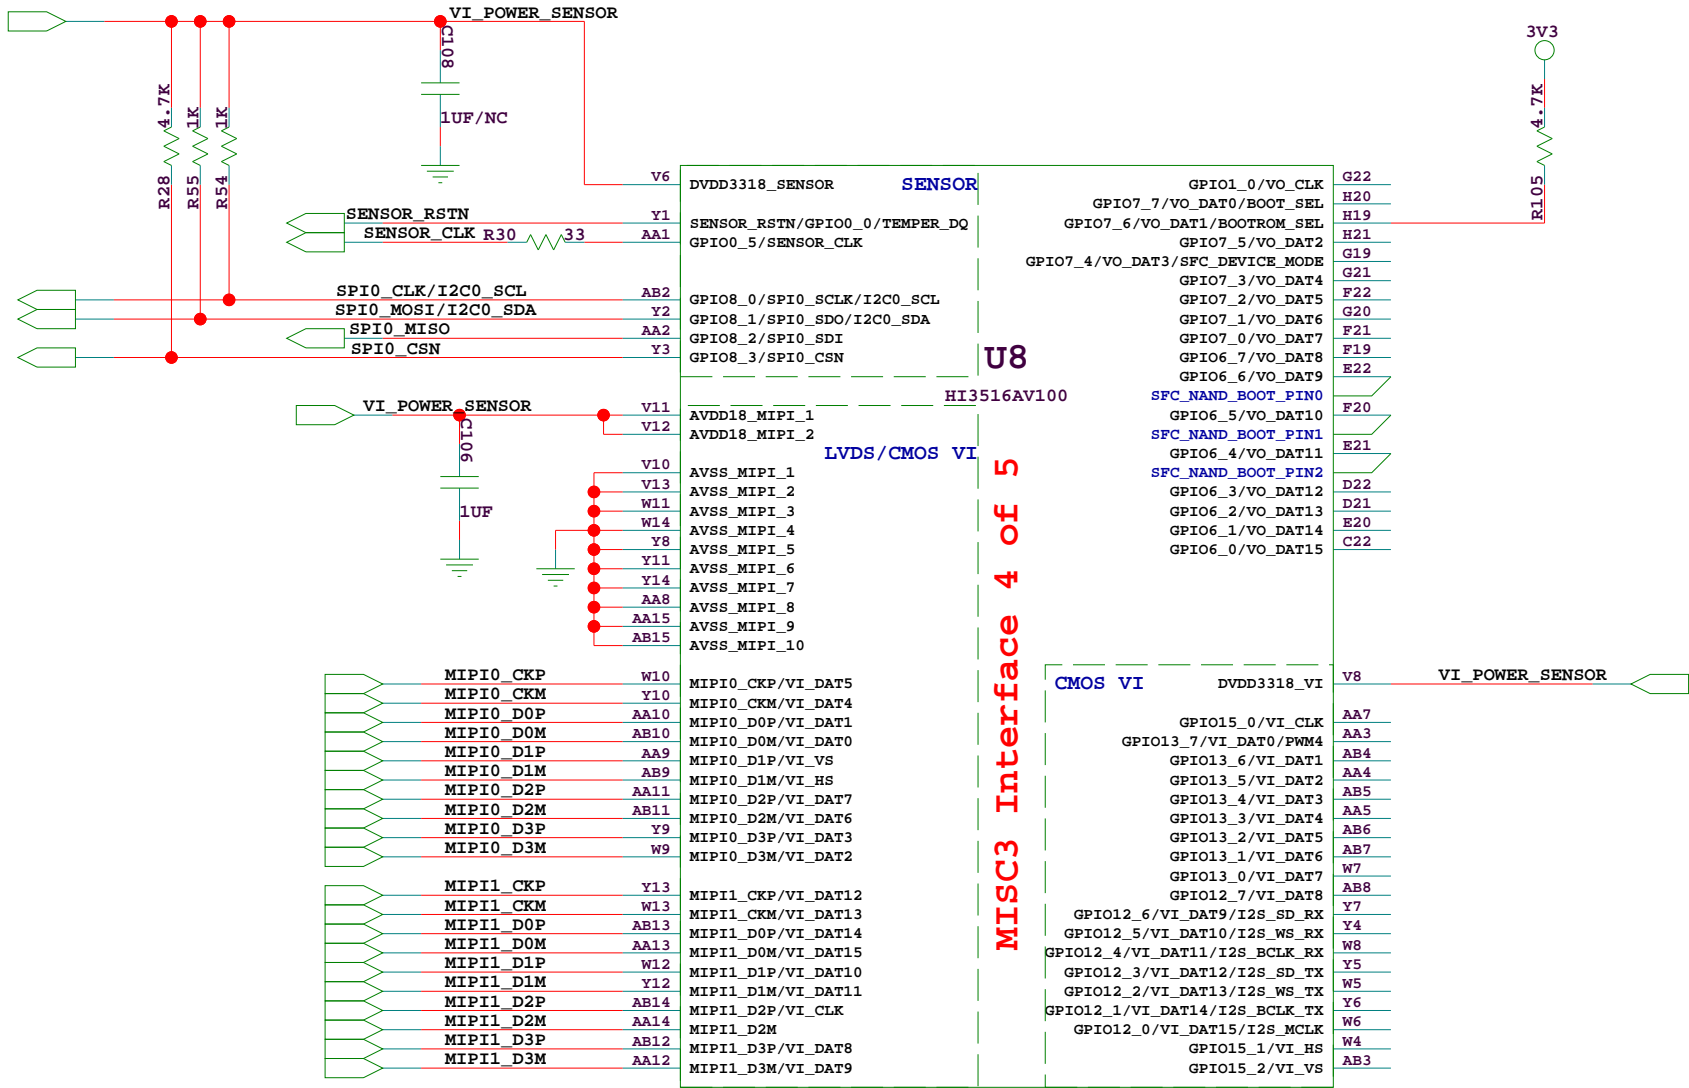 VI_POWER_SENSOR
C108
1UF/NC
3V3
4.7K
1K
1K
R28
R55
R54
4.7K
R105
V6 DVDD3318_SENSOR SENSOR
SENSOR_RSTN Y1 SENSOR_RSTN/GPIO0_0/TEMPER_DQ
SENSOR_CLK R30 33 AA1 GPIO0_5/SENSOR_CLK
SPI0_CLK/I2C0_SCL AB2 GPIO8_0/SPI0_SCLK/I2C0_SCL
SPI0_MOSI/I2C0_SDA Y2 GPIO8_1/SPI0_SDO/I2C0_SDA
SPI0_MISO AA2 GPIO8_2/SPI0_SDI
SPI0_CSN Y3 GPIO8_3/SPI0_CSN
U8
HI3516AV100
VI_POWER_SENSOR V11 AVDD18_MIPI_1
V12 AVDD18_MIPI_2
C106
1UF
LVDS/CMOS VI
V10 AVSS_MIPI_1
V13 AVSS_MIPI_2
W11 AVSS_MIPI_3
W14 AVSS_MIPI_4
Y8 AVSS_MIPI_5
Y11 AVSS_MIPI_6
Y14 AVSS_MIPI_7
AA8 AVSS_MIPI_8
AA15 AVSS_MIPI_9
AB15 AVSS_MIPI_10
MIPI0_CKP W10 MIPI0_CKP/VI_DAT5
MIPI0_CKM Y10 MIPI0_CKM/VI_DAT4
MIPI0_D0P AA10 MIPI0_D0P/VI_DAT1
MIPI0_D0M AB10 MIPI0_D0M/VI_DAT0
MIPI0_D1P AA9 MIPI0_D1P/VI_VS
MIPI0_D1M AB9 MIPI0_D1M/VI_HS
MIPI0_D2P AA11 MIPI0_D2P/VI_DAT7
MIPI0_D2M AB11 MIPI0_D2M/VI_DAT6
MIPI0_D3P Y9 MIPI0_D3P/VI_DAT3
MIPI0_D3M W9 MIPI0_D3M/VI_DAT2
MIPI1_CKP Y13 MIPI1_CKP/VI_DAT12
MIPI1_CKM W13 MIPI1_CKM/VI_DAT13
MIPI1_D0P AB13 MIPI1_D0P/VI_DAT14
MIPI1_D0M AA13 MIPI1_D0M/VI_DAT15
MIPI1_D1P W12 MIPI1_D1P/VI_DAT10
MIPI1_D1M Y12 MIPI1_D1M/VI_DAT11
MIPI1_D2P AB14 MIPI1_D2P/VI_CLK
MIPI1_D2M AA14 MIPI1_D2M
MIPI1_D3P AB12 MIPI1_D3P/VI_DAT8
MIPI1_D3M AA12 MIPI1_D3M/VI_DAT9
MISC3 Interface 4 of 5
GPIO1_0/VO_CLK G22
GPIO7_7/VO_DAT0/BOOT_SEL H20
GPIO7_6/VO_DAT1/BOOTROM_SEL H19
GPIO7_5/VO_DAT2 H21
GPIO7_4/VO_DAT3/SFC_DEVICE_MODE G19
GPIO7_3/VO_DAT4 G21
GPIO7_2/VO_DAT5 F22
GPIO7_1/VO_DAT6 G20
GPIO7_0/VO_DAT7 F21
GPIO6_7/VO_DAT8 F19
GPIO6_6/VO_DAT9 E22
SFC_NAND_BOOT_PIN0
GPIO6_5/VO_DAT10 F20
SFC_NAND_BOOT_PIN1
GPIO6_4/VO_DAT11 E21
SFC_NAND_BOOT_PIN2
GPIO6_3/VO_DAT12 D22
GPIO6_2/VO_DAT13 D21
GPIO6_1/VO_DAT14 E20
GPIO6_0/VO_DAT15 C22
CMOS VI DVDD3318_VI V8 VI_POWER_SENSOR
GPIO15_0/VI_CLK AA7
GPIO13_7/VI_DAT0/PWM4 AA3
GPIO13_6/VI_DAT1 AB4
GPIO13_5/VI_DAT2 AA4
GPIO13_4/VI_DAT3 AB5
GPIO13_3/VI_DAT4 AA5
GPIO13_2/VI_DAT5 AB6
GPIO13_1/VI_DAT6 AB7
GPIO13_0/VI_DAT7 W7
GPIO12_7/VI_DAT8 AB8
GPIO12_6/VI_DAT9/I2S_SD_RX Y7
GPIO12_5/VI_DAT10/I2S_WS_RX Y4
GPIO12_4/VI_DAT11/I2S_BCLK_RX W8
GPIO12_3/VI_DAT12/I2S_SD_TX Y5
GPIO12_2/VI_DAT13/I2S_WS_TX W5
GPIO12_1/VI_DAT14/I2S_BCLK_TX Y6
GPIO12_0/VI_DAT15/I2S_MCLK W6
GPIO15_1/VI_HS W4
GPIO15_2/VI_VS AB3